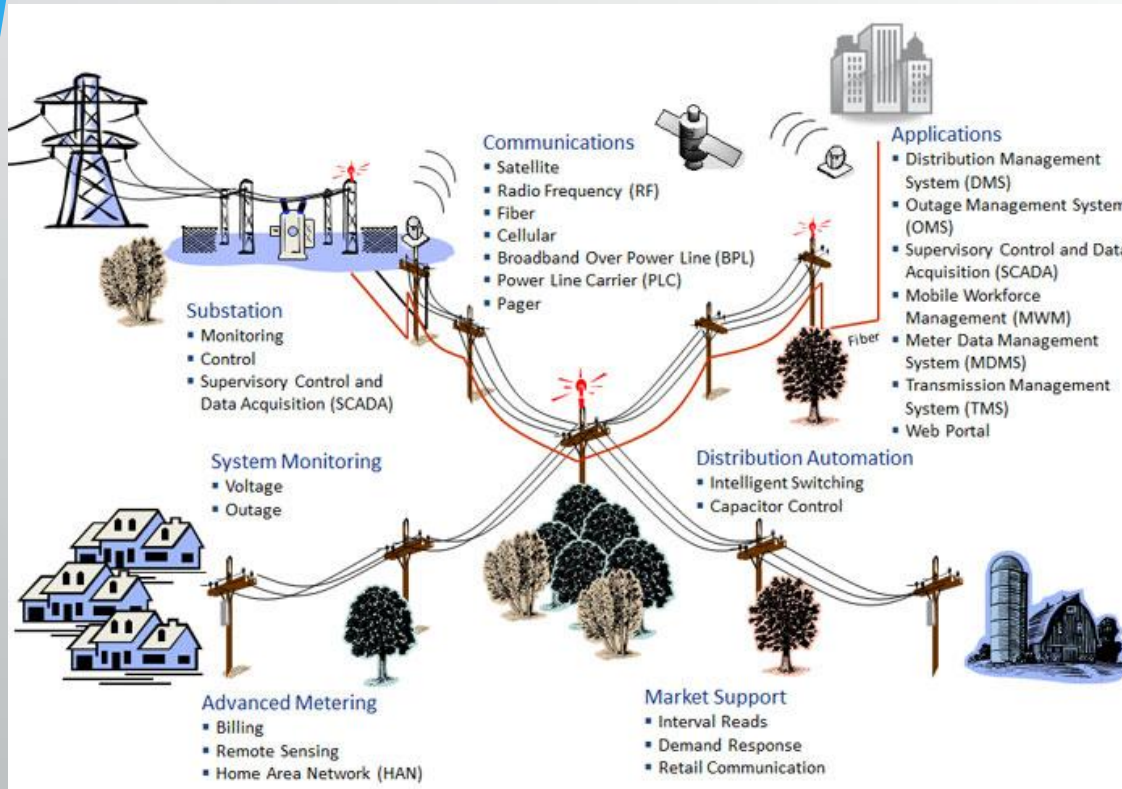 Communications
▪ Satellite
▪ Radio Frequency (RF)
▪ Fiber
▪ Cellular
▪ Broadband Over Power Line (BPL)
▪ Power Line Carrier (PLC)
▪ Pager
Applications
▪ Distribution Management
System (DMS)
▪ Outage Management System
(OMS)
▪ Supervisory Control and Data
Acquisition (SCADA)
▪ Mobile Workforce
Management (MWM)
▪ Meter Data Management
System (MDMS)
▪ Transmission Management
System (TMS)
▪ Web Portal
Fiber
Substation
▪ Monitoring
▪ Control
▪ Supervisory Control and
Data Acquisition (SCADA)
System Monitoring
▪ Voltage
▪ Outage
Distribution Automation
▪ Intelligent Switching
▪ Capacitor Control
Advanced Metering
▪ Billing
▪ Remote Sensing
▪ Home Area Network (HAN)
Market Support
▪ Interval Reads
▪ Demand Response
▪ Retail Communication